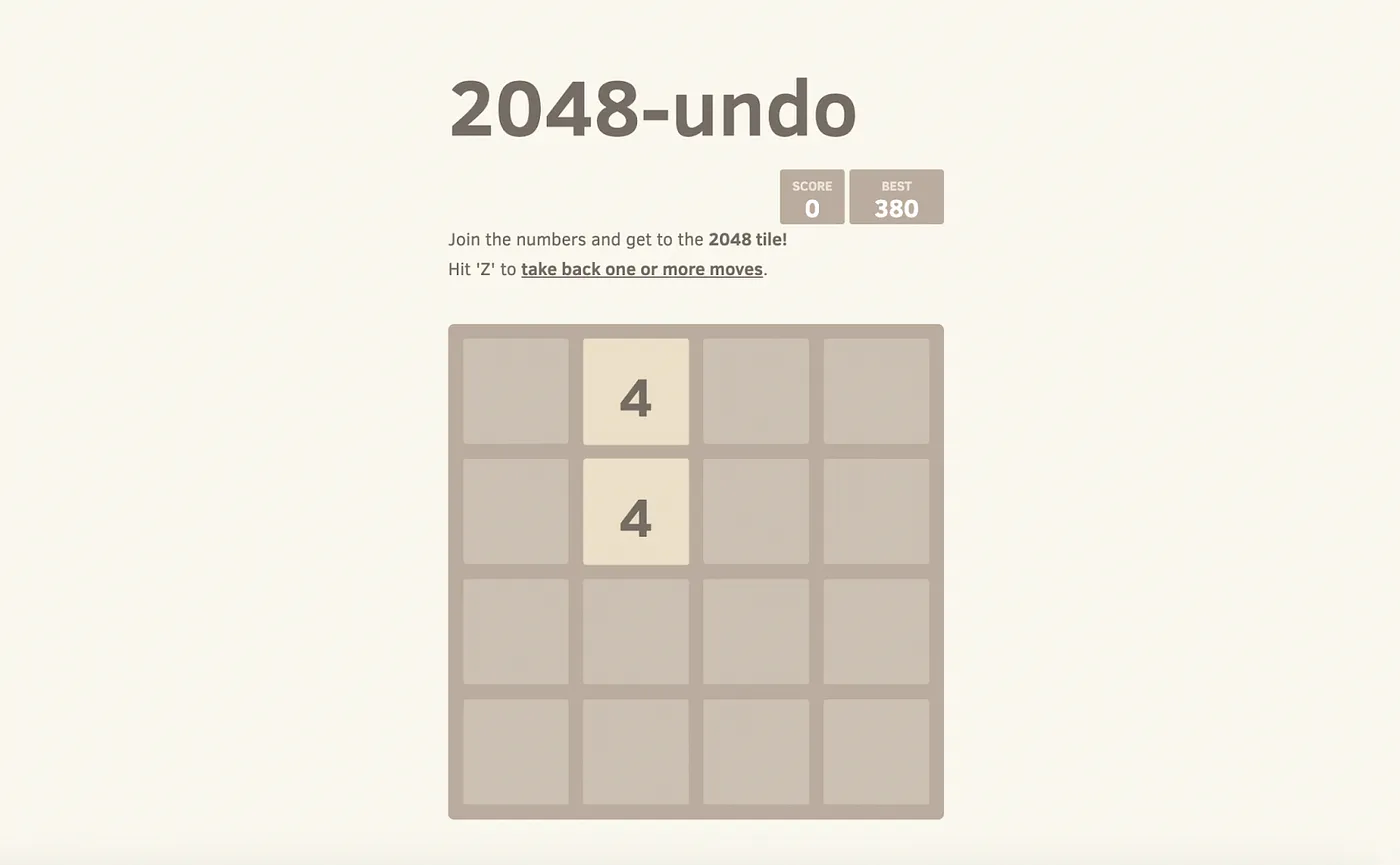 2048-undo
SCORE BEST
0 380
Join the numbers and get to the 2048 tile!
Hit 'Z' to take back one or more moves.
4
4